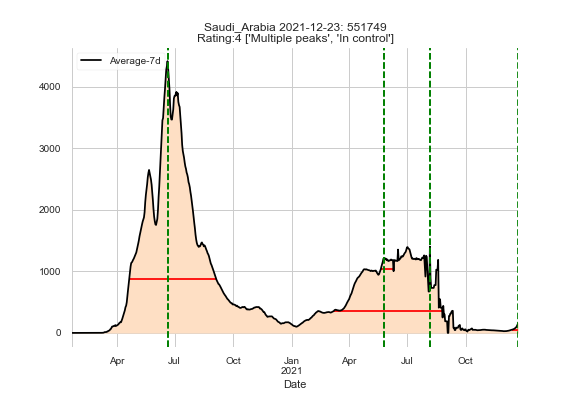 Saudi_Arabia 2021-12-23: 551749
Rating:4 ['Multiple peaks', 'In control']
Average-7d
4000
3000
2000
1000
0
Apr Jul Oct Jan Apr Jul Oct
2021
Date